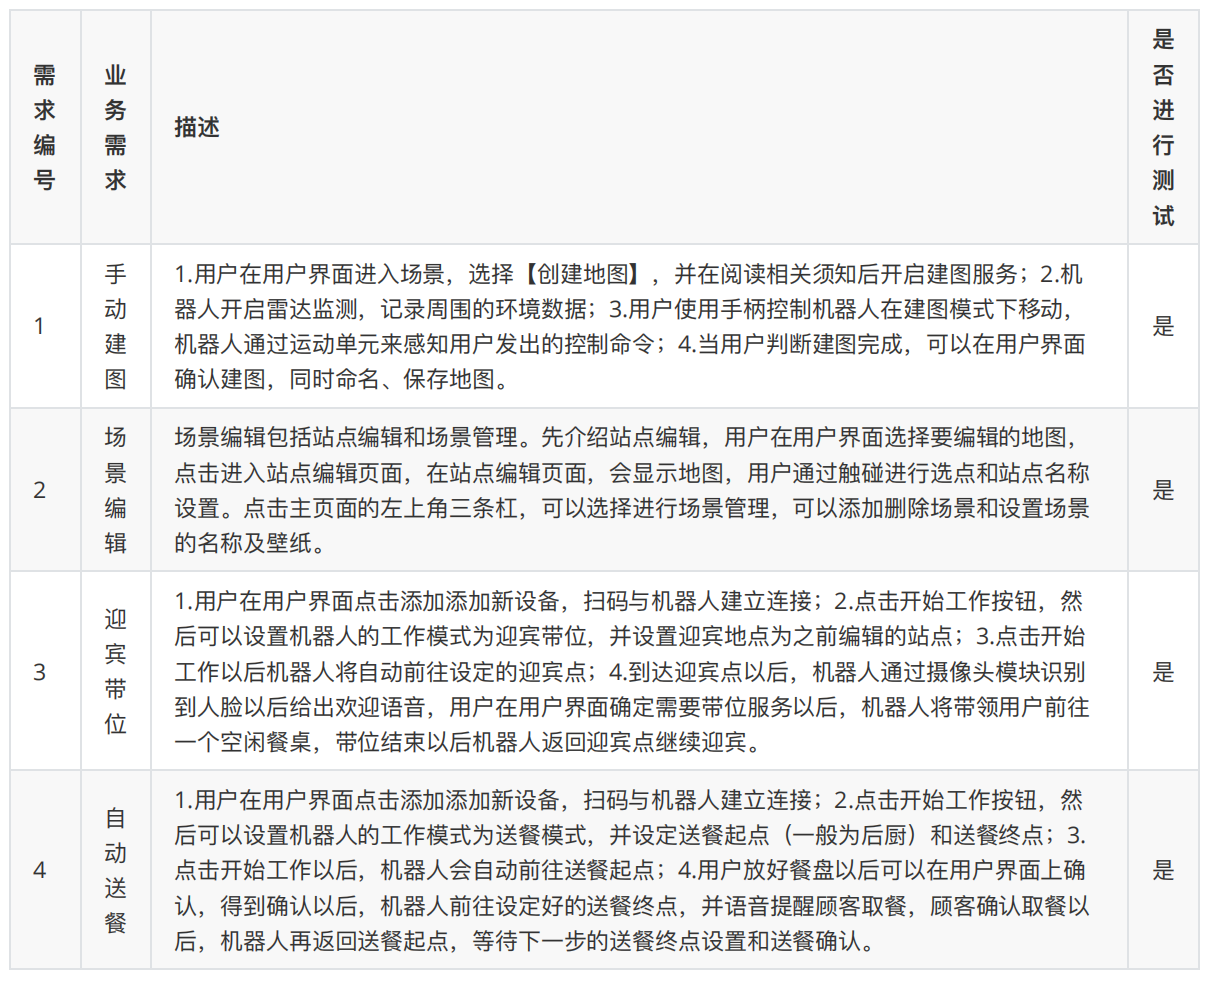 需求编号
业务需求
描述
是否进行测试
1
手动建图
1.用户在用户界面进入场景，选择【创建地图】，并在阅读相关须知后开启建图服务；2.机
器人开启雷达监测，记录周围的环境数据；3.用户使用手柄控制机器人在建图模式下移动，
机器人通过运动单元来感知用户发出的控制命令；4.当用户判断建图完成，可以在用户界面
确认建图，同时命名、保存地图。
是
2
场景编辑
场景编辑包括站点编辑和场景管理。先介绍站点编辑，用户在用户界面选择要编辑的地图，
点击进入站点编辑页面，在站点编辑页面，会显示地图，用户通过触碰进行选点和站点名称
设置。点击主页面的左上角三条杠，可以选择进行场景管理，可以添加删除场景和设置场景
的名称及壁纸。
是
3
迎宾带位
1.用户在用户界面点击添加添加新设备，扫码与机器人建立连接；2.点击开始工作按钮，然
后可以设置机器人的工作模式为迎宾带位，并设置迎宾地点为之前编辑的站点；3.点击开始
工作以后机器人将自动前往设定的迎宾点；4.到达迎宾点以后，机器人通过摄像头模块识别
到人脸以后给出欢迎语音，用户在用户界面确定需要带位服务以后，机器人将带领用户前往
一个空闲餐桌，带位结束以后机器人返回迎宾点继续迎宾。
是
4
自动送餐
1.用户在用户界面点击添加添加新设备，扫码与机器人建立连接；2.点击开始工作按钮，然
后可以设置机器人的工作模式为送餐模式，并设定送餐起点（一般为后厨）和送餐终点；3.
点击开始工作以后，机器人会自动前往送餐起点；4.用户放好餐盘以后可以在用户界面上确
认，得到确认以后，机器人前往设定好的送餐终点，并语音提醒顾客取餐，顾客确认取餐以
后，机器人再返回送餐起点，等待下一步的送餐终点设置和送餐确认。
是